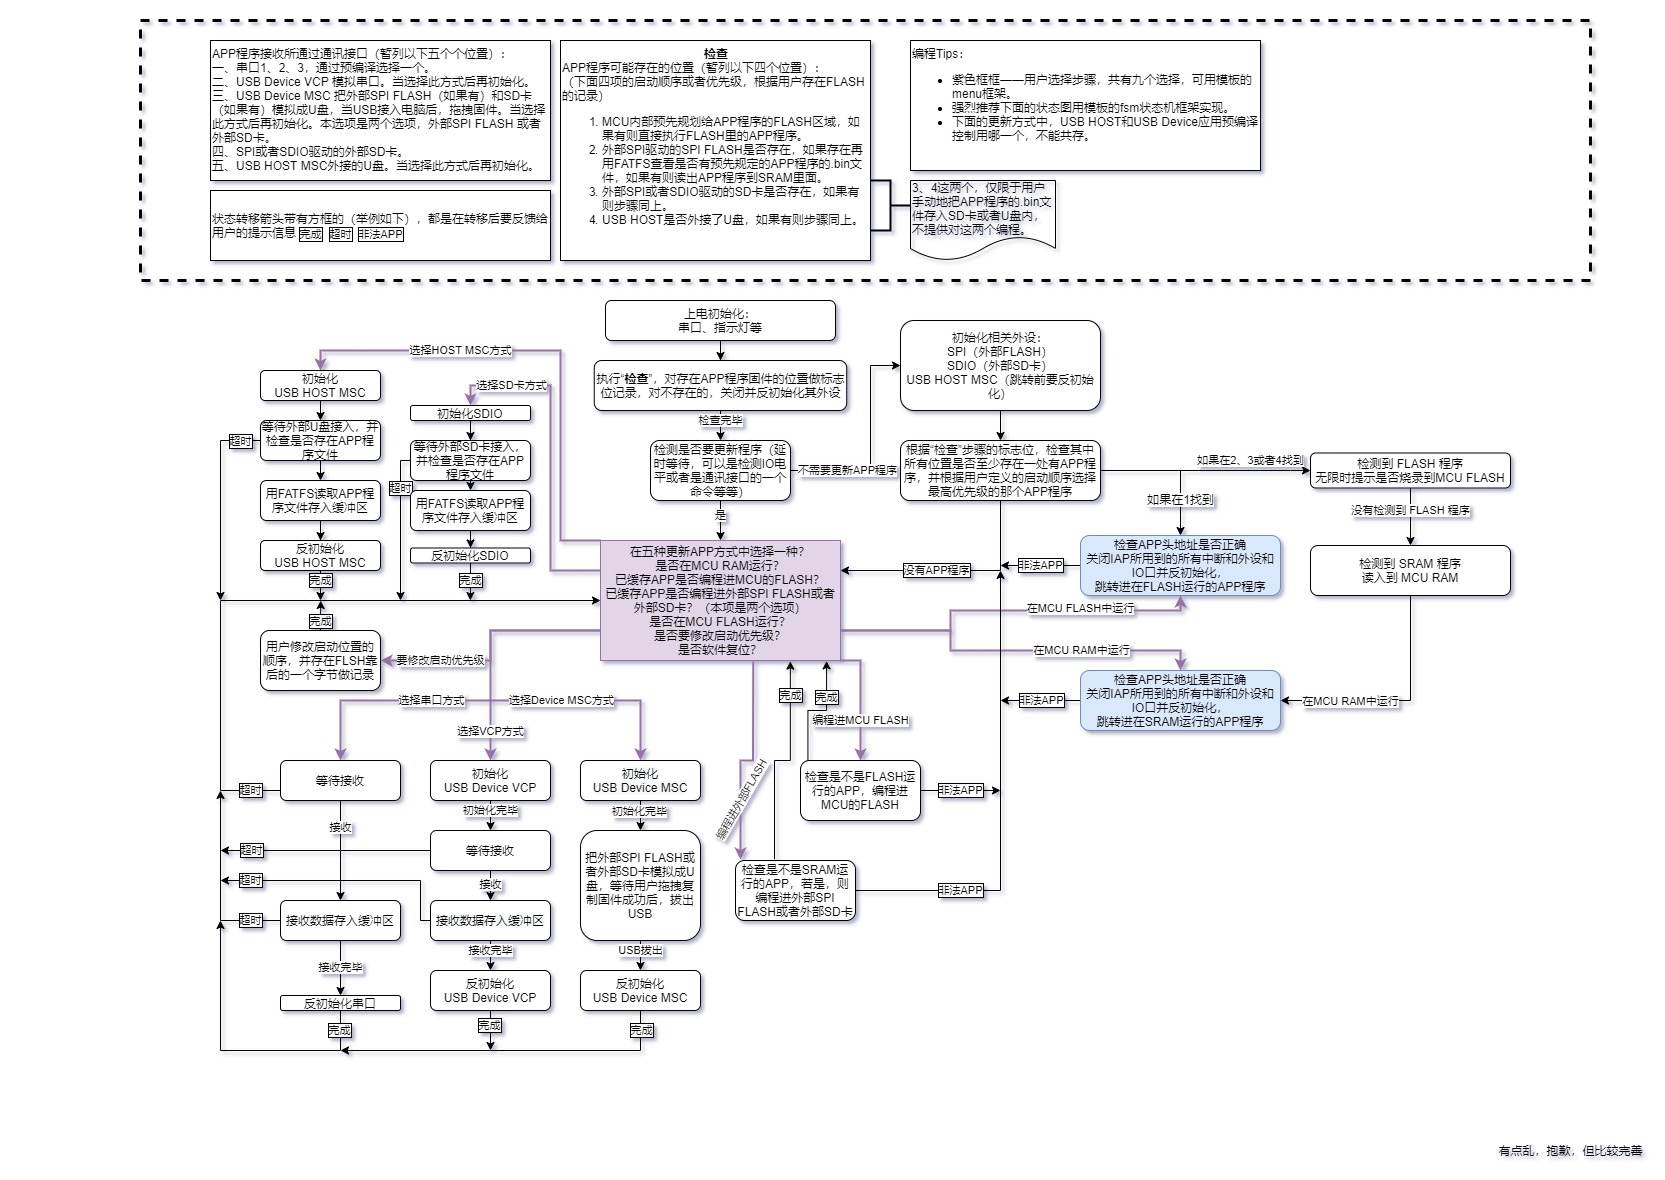 APP程序接收所通过通讯接口（暂列以下五个个位置）：
一、串口1、2、3，通过预编译选择一个。
二、USB Device VCP 模拟串口。当选择此方式后再初始化。
三、USB Device MSC 把外部SPI FLASH（如果有）和SD卡
（如果有）模拟成U盘，当USB接入电脑后，拖拽固件。当选择
此方式后再初始化。本选项是两个选项，外部SPI FLASH 或者
外部SD卡。
四、SPI或者SDIO驱动的外部SD卡。
五、USB HOST MSC外接的U盘。当选择此方式后再初始化。
状态转移箭头带有方框的（举例如下），都是在转移后要反馈给
用户的提示信息 完成 超时 非法APP
检查
APP程序可能存在的位置（暂列以下四个位置）：
（下面四项的启动顺序或者优先级，根据用户存在FLASH
的记录）
1. MCU内部预先规划给APP程序的FLASH区域，如
果有则直接执行FLASH里的APP程序。
2. 外部SPI驱动的SPI FLASH是否存在，如果存在再
用FATFS查看是否有预先规定的APP程序的.bin文
件，如果有则读出APP程序到SRAM里面。
3. 外部SPI或者SDIO驱动的SD卡是否存在，如果有
则步骤同上。
4. USB HOST是否外接了U盘，如果有则步骤同上。
编程Tips：
• 紫色框框——用户选择步骤，共有九个选择，可用模板的
menu框架。
• 强烈推荐下面的状态图用模板的fsm状态机框架实现。
• 下面的更新方式中，USB HOST和USB Device应用预编译
控制用哪一个，不能共存。
3、4这两个，仅限于用户
手动地把APP程序的.bin文
件存入SD卡或者U盘内，
不提供对这两个编程。
上电初始化：
串口、指示灯等
执行“检查”，对存在APP程序固件的位置做标志
位记录，对不存在的，关闭并反初始化其外设
检查完毕
检测是否要更新程序（延
时等待，可以是检测IO电
平或者是通讯接口的一个
命令等等）
不需要更新APP程序
是
初始化相关外设：
SPI（外部FLASH）
SDIO（外部SD卡）
USB HOST MSC（跳转前要反初始
化）
根据“检查”步骤的标志位，检查其中
所有位置是否至少存在一处有APP程
序，并根据用户定义的启动顺序选择
最高优先级的那个APP程序
如果在2、3或者4找到
如果在1找到
检测到 FLASH 程序
无限时提示是否烧录到MCU FLASH
没有检测到 FLASH 程序
检测到 SRAM 程序
读入到 MCU RAM
在MCU RAM中运行
检查APP头地址是否正确
关闭IAP所用到的所有中断和外设和
IO口并反初始化，
跳转进在FLASH运行的APP程序
非法APP
没有APP程序
在MCU FLASH中运行
在MCU RAM中运行
检查APP头地址是否正确
关闭IAP所用到的所有中断和外设和
IO口并反初始化，
跳转进在SRAM运行的APP程序
非法APP
在五种更新APP方式中选择一种？
是否在MCU RAM运行？
已缓存APP是否编程进MCU的FLASH？
已缓存APP是否编程进外部SPI FLASH或者
外部SD卡？（本项是两个选项）
是否在MCU FLASH运行？
是否要修改启动优先级？
是否软件复位？
选择HOST MSC方式
初始化
USB HOST MSC
等待外部U盘接入，并
检查是否存在APP程
序文件
超时
用FATFS读取APP程
序文件存入缓冲区
反初始化
USB HOST MSC
完成
选择SD卡方式
初始化SDIO
等待外部SD卡接入，
并检查是否存在APP
程序文件
超时
用FATFS读取APP程
序文件存入缓冲区
反初始化SDIO
完成
完成
用户修改启动位置的
顺序，并存在FLSH靠
后的一个字节做记录
要修改启动优先级
选择串口方式
选择Device MSC方式
选择VCP方式
等待接收
超时
接收
接收数据存入缓冲区
超时
接收完毕
反初始化串口
完成
初始化
USB Device VCP
初始化完毕
等待接收
超时
接收
接收数据存入缓冲区
超时
接收完毕
反初始化
USB Device VCP
完成
初始化
USB Device MSC
初始化完毕
把外部SPI FLASH或
者外部SD卡模拟成U
盘，等待用户拖拽复
制固件成功后，拔出
USB
USB拔出
反初始化
USB Device MSC
完成
完成
完成
编程进MCU FLASH
编程进外部FLASH
检查是不是FLASH运
行的APP，编程进
MCU的FLASH
非法APP
检查是不是SRAM运
行的APP，若是，则
编程进外部SPI
FLASH或者外部SD卡
非法APP
有点乱，抱歉，但比较完善